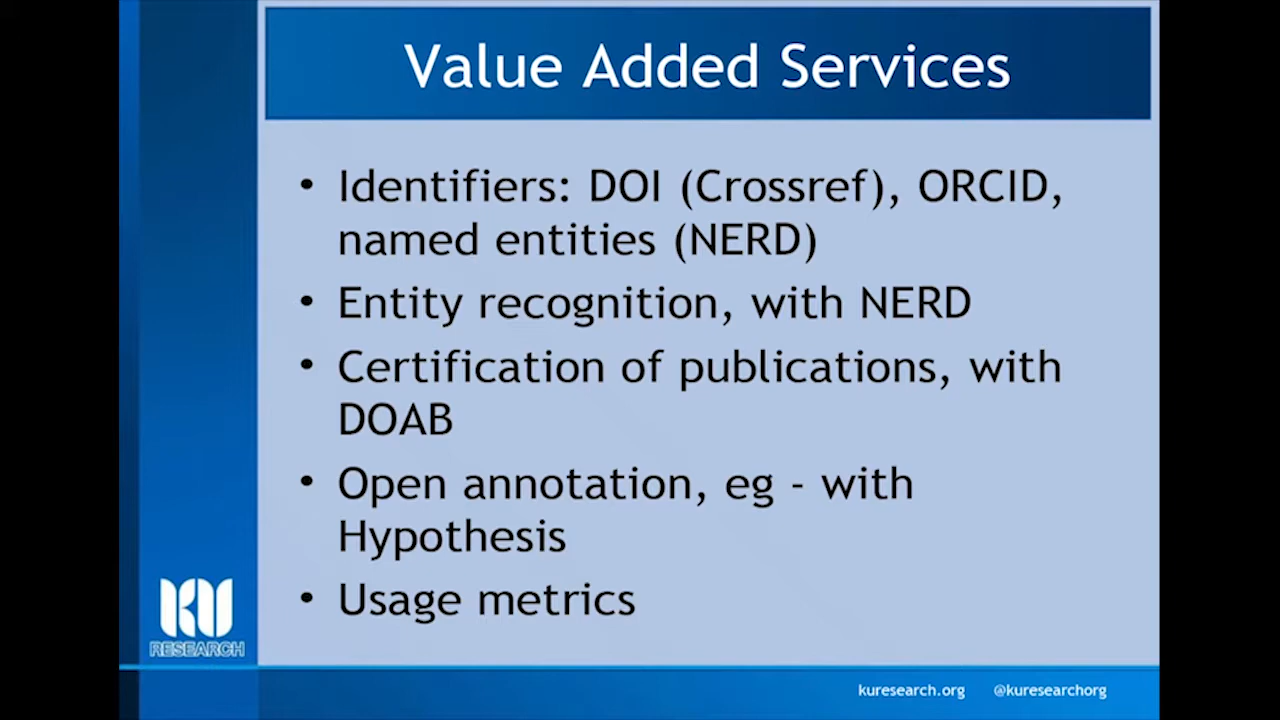 Value Added Services
• Identifiers: DOI (Crossref), ORCID,
named entities (NERD)
• Entity recognition, with NERD
• Certification of publications, with
DOAB
• Open annotation, eg - with
Hypothesis
• Usage metrics
KU
RESEARCH
kuresearch.org @kuresearchorg